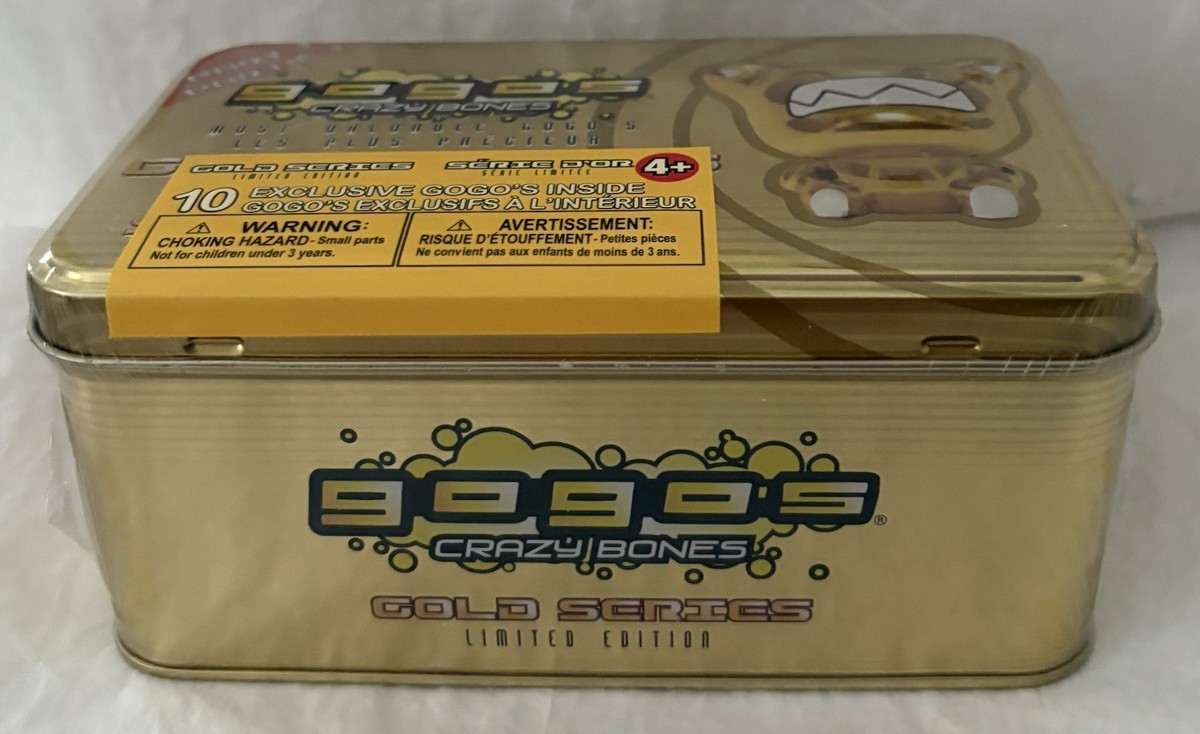 gogo's
CRAZY BONES
MOST VALUABLE GOGO'S
LES PLUS PRÉCIEUX
GOLD SERIES SÉRIE D'OR 4+
LIMITED EDITION SÉRIE LIMITÉE
10 EXCLUSIVE GOGO'S INSIDE
GOGO'S EXCLUSIFS À L'INTÉRIEUR
WARNING:
CHOKING HAZARD - Small parts
Not for children under 3 years.
AVERTISSEMENT:
RISQUE D'ÉTOUFFEMENT - Petites pièces
Ne convient pas aux enfants de moins de 3 ans.
gogo's®
CRAZY BONES
GOLD SERIES
LIMITED EDITION